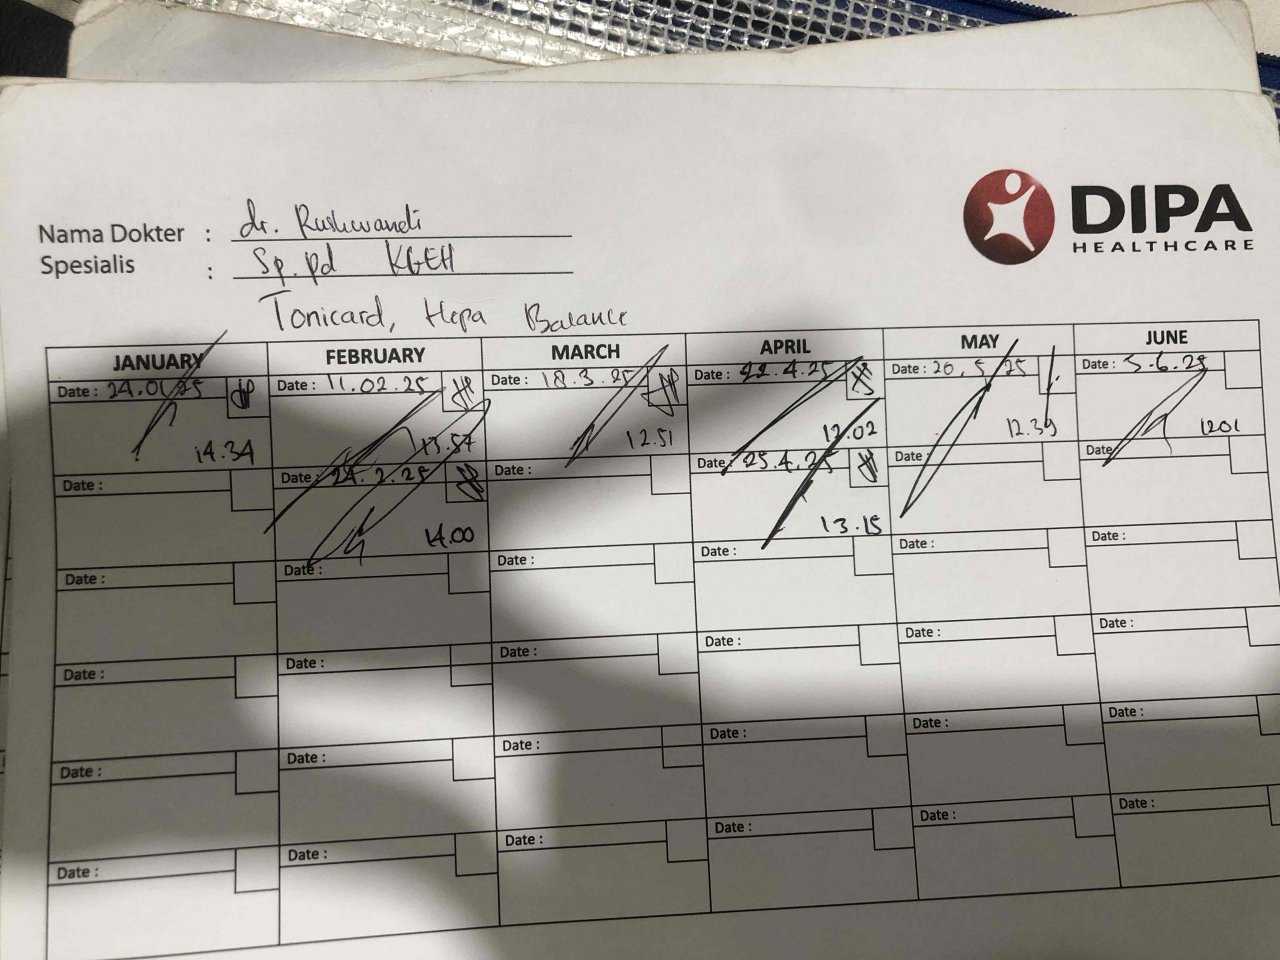 DIPA
HEALTHCARE
Nama Dokter : dr. Rushwandi
Spesialis : Sp.pd KGEH
Tonicard, Hepa Balance
JANUARY FEBRUARY MARCH APRIL MAY JUNE
Date : 24.01.25 Date : 11.02.25 Date : 18.3.25 Date : 22.4.25 Date : 20.5.25 Date : 5.6.25
14.34 13.57 12.51 12.02 12.39 1201
Date : Date : 24.2.25 Date : Date : 25.4.25 Date : Date :
14.00 13.15
Date : Date : Date : Date : Date : Date :
Date : Date : Date : Date : Date : Date :
Date : Date : Date : Date : Date : Date :
Date : Date : Date : Date : Date : Date :